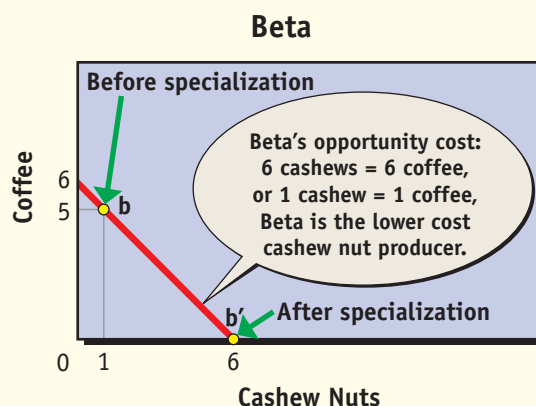 Beta
Before specialization
Beta's opportunity cost:
6 cashews = 6 coffee,
or 1 cashew = 1 coffee,
Beta is the lower cost
cashew nut producer.
Coffee
6
5
b
b′
After specialization
0
1
6
Cashew Nuts